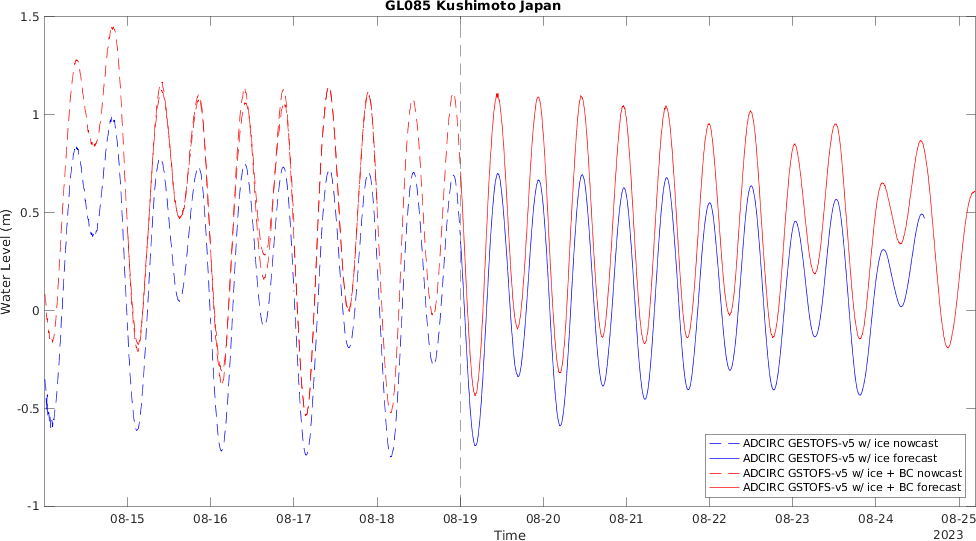 GL085 Kushimoto Japan
1.5
1
0.5
0
-0.5
-1
Water Level (m)
ADCIRC GESTOFS-v5 w/ ice nowcast
ADCIRC GESTOFS-v5 w/ ice forecast
ADCIRC GSTOFS-v5 w/ ice + BC nowcast
ADCIRC GSTOFS-v5 w/ ice + BC forecast
08-15 08-16 08-17 08-18 08-19 08-20 08-21 08-22 08-23 08-24 08-25
Time
2023